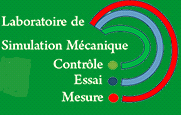 Laboratoire de
Simulation Mécanique
Contrôle
Essai
Mesure